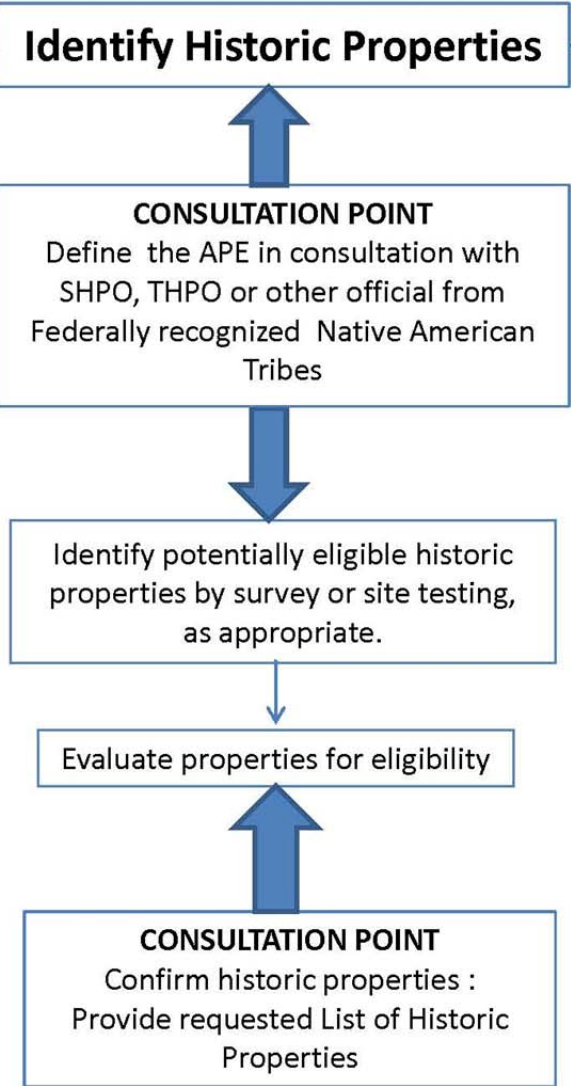 Identify Historic Properties
CONSULTATION POINT
Define the APE in consultation with
SHPO, THPO or other official from
Federally recognized Native American
Tribes
Identify potentially eligible historic
properties by survey or site testing,
as appropriate.
Evaluate properties for eligibility
CONSULTATION POINT
Confirm historic properties :
Provide requested List of Historic
Properties